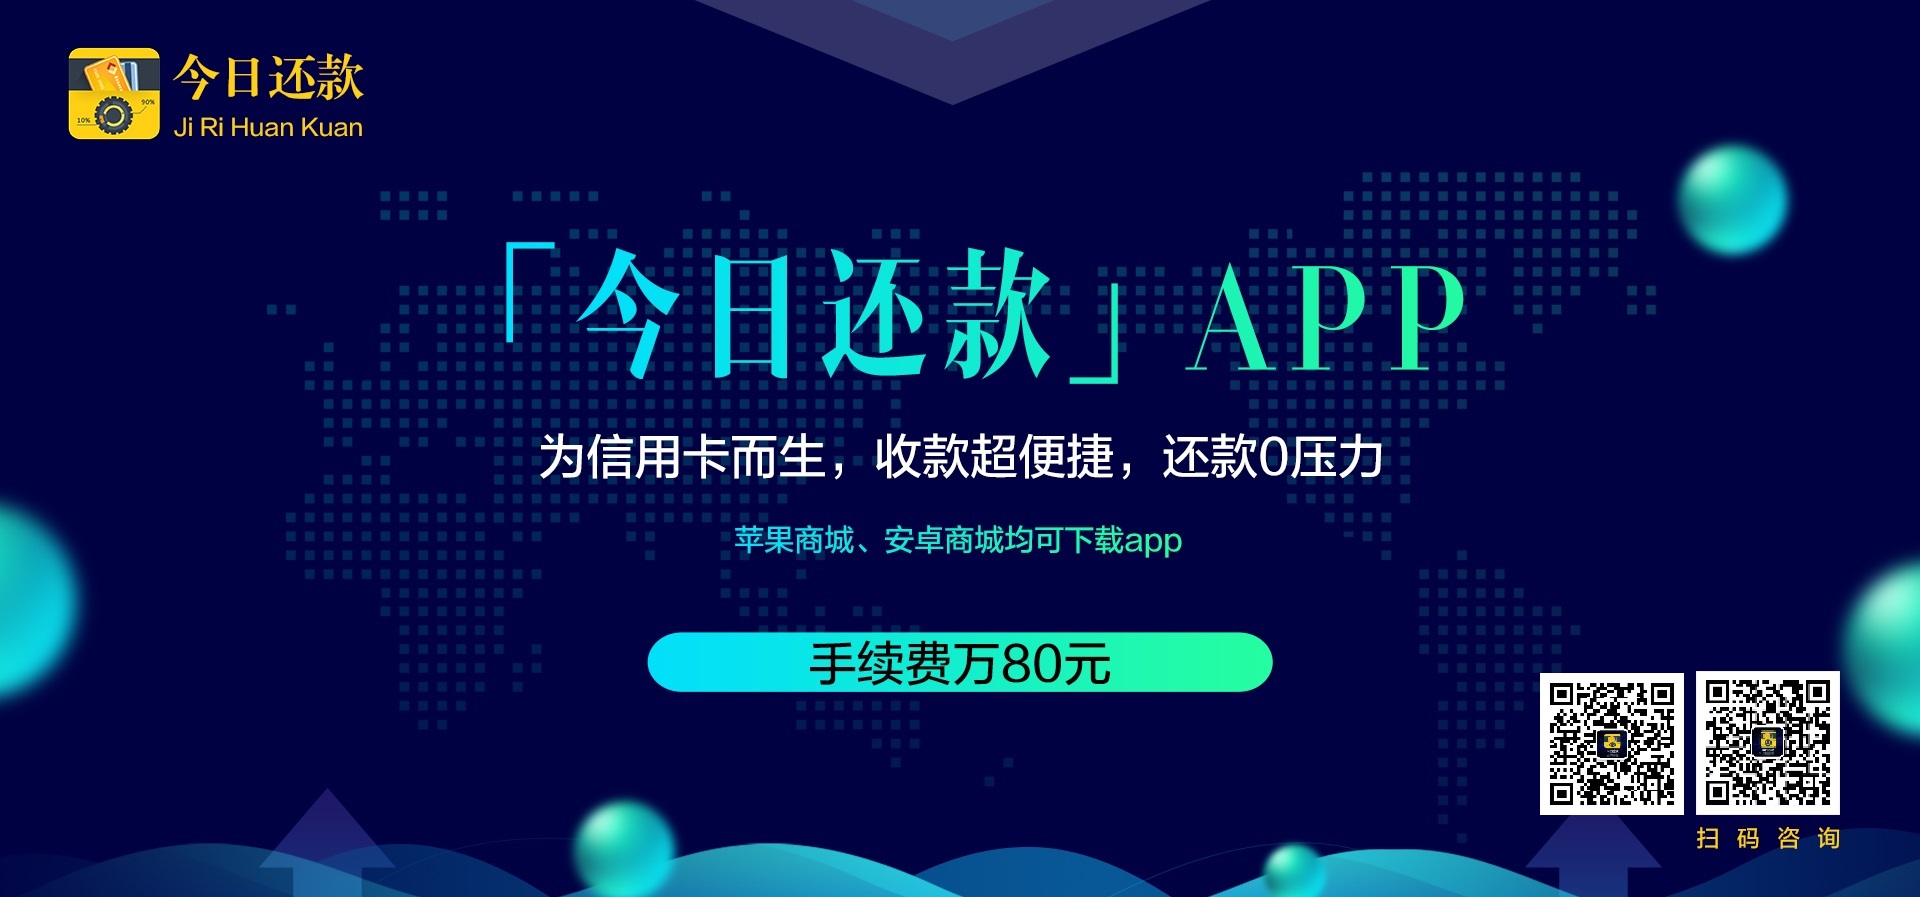 今日还款
Ji Ri Huan Kuan
10%
90%
「今日还款」APP
为信用卡而生，收款超便捷，还款0压力
苹果商城、安卓商城均可下载app
手续费万80元
扫码咨询